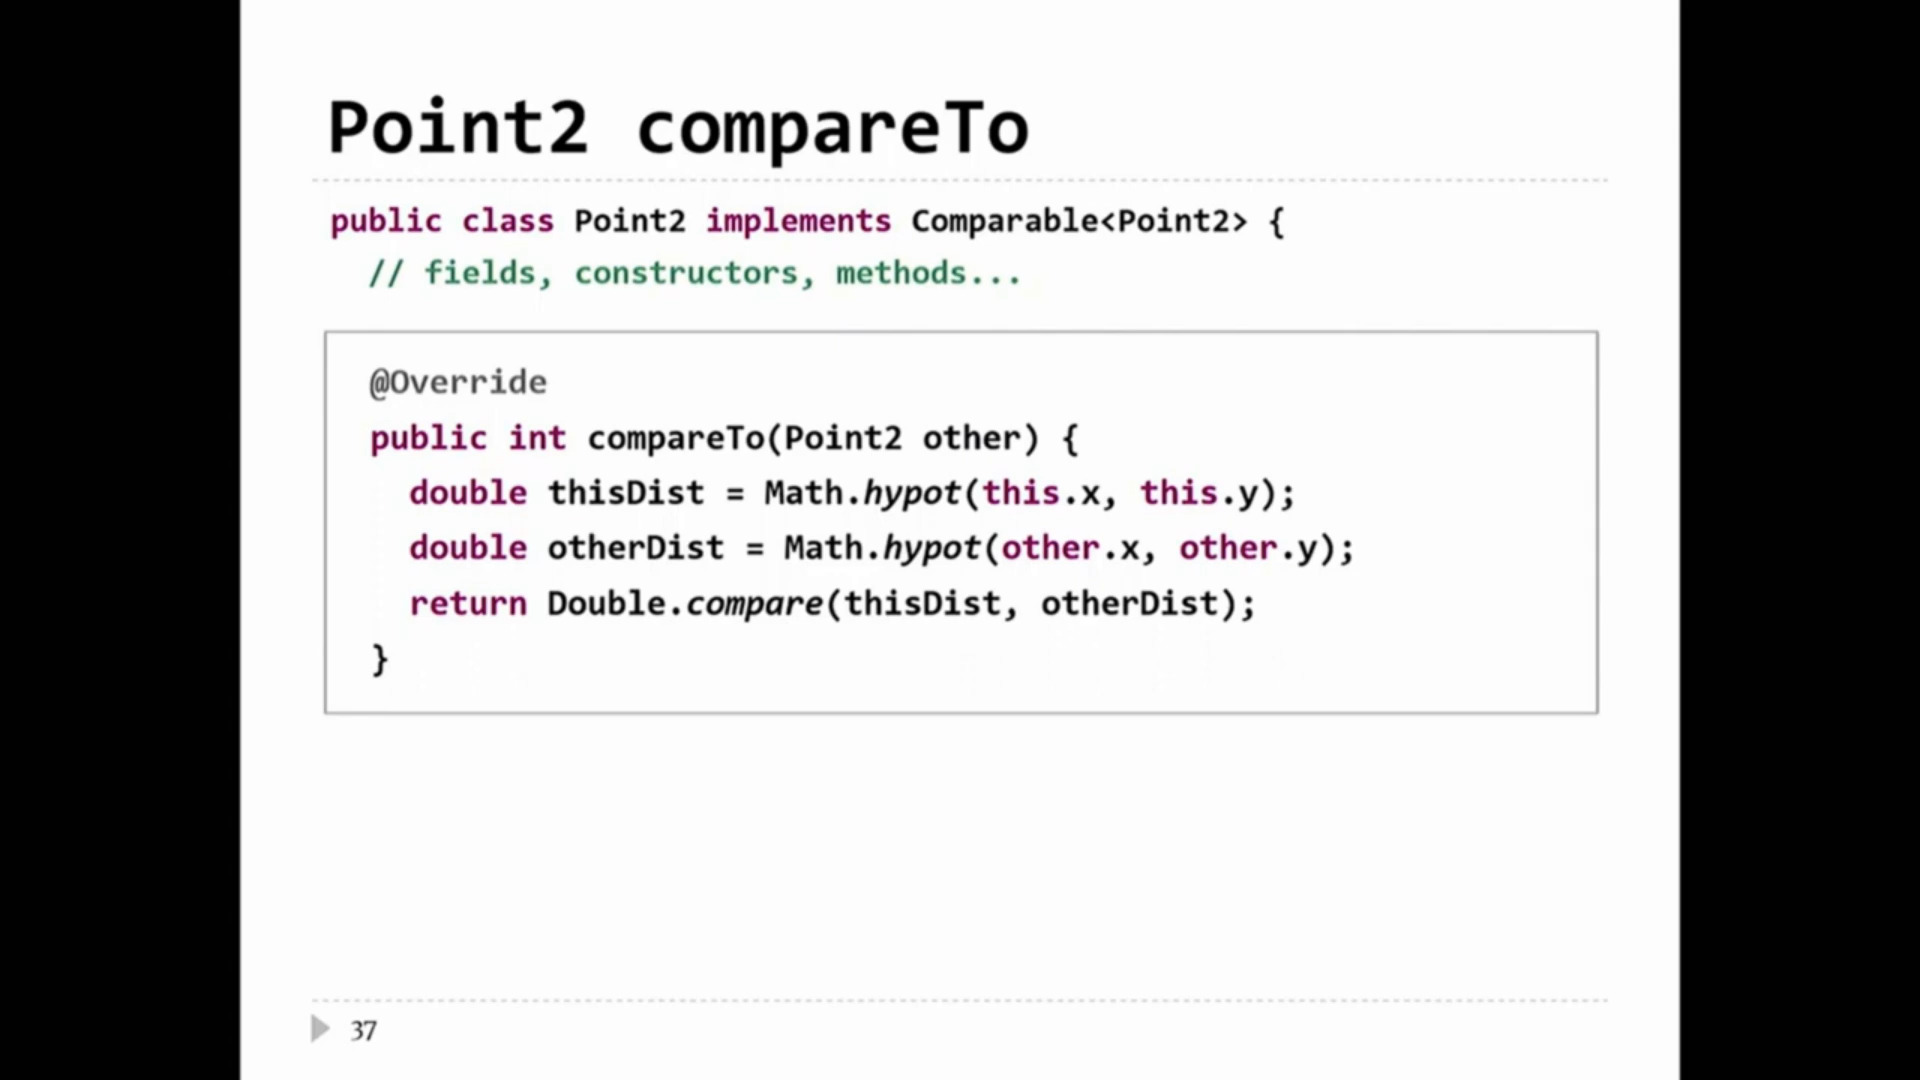 Point2 compareTo
public class Point2 implements Comparable<Point2> {
// fields, constructors, methods...
@Override
public int compareTo(Point2 other) {
double thisDist = Math.hypot(this.x, this.y);
double otherDist = Math.hypot(other.x, other.y);
return Double.compare(thisDist, otherDist);
}
37